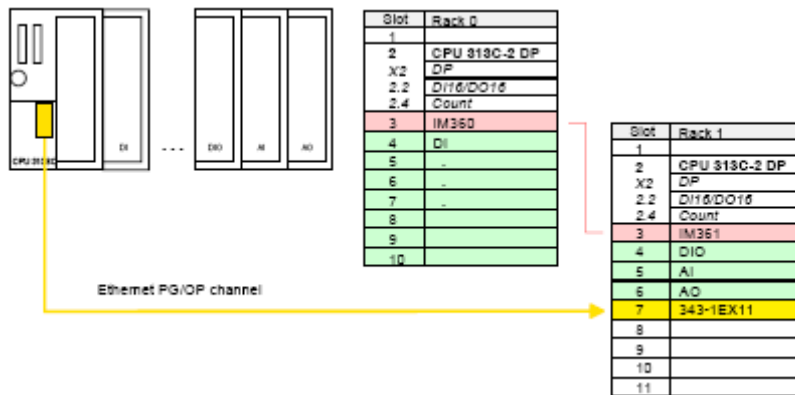 CPU 313SC
DI
...
DIO
AI
AO
Ethernet PG/OP channel
Slot Rack 0
1
2 CPU 313C-2 DP
X2 DP
2.2 DI16/DO16
2.4 Count
3 IM360
4 DI
5 .
6 .
7 .
8
9
10
Slot Rack 1
1
2 CPU 313C-2 DP
X2 DP
2.2 DI16/DO16
2.4 Count
3 IM361
4 DIO
5 AI
6 AO
7 343-1EX11
8
9
10
11